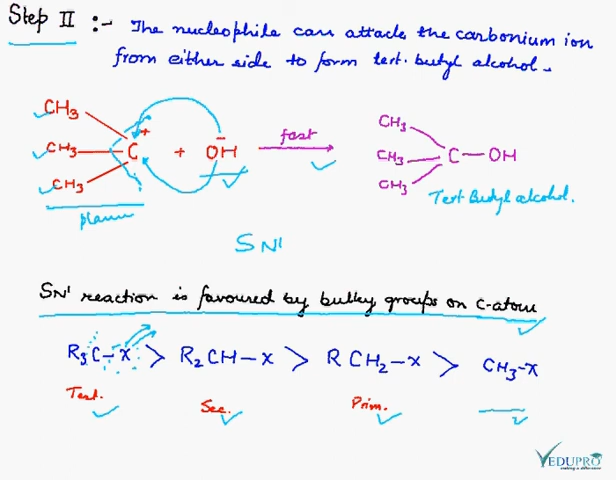 Step II :- The nucleophile can attack the carbonium ion
from either side to form tert. butyl alcohol.
CH3
CH3 — C+ + OH- fast → CH3 C — OH
CH3
CH3
CH3
planar
Tert Butyl alcohol.
SN1
SN1 reaction is favoured by bulky groups on C-atom
R3C-X > R2CH-X > RCH2-X > CH3-X
Tert. Sec. Prim.
VEDUPRO